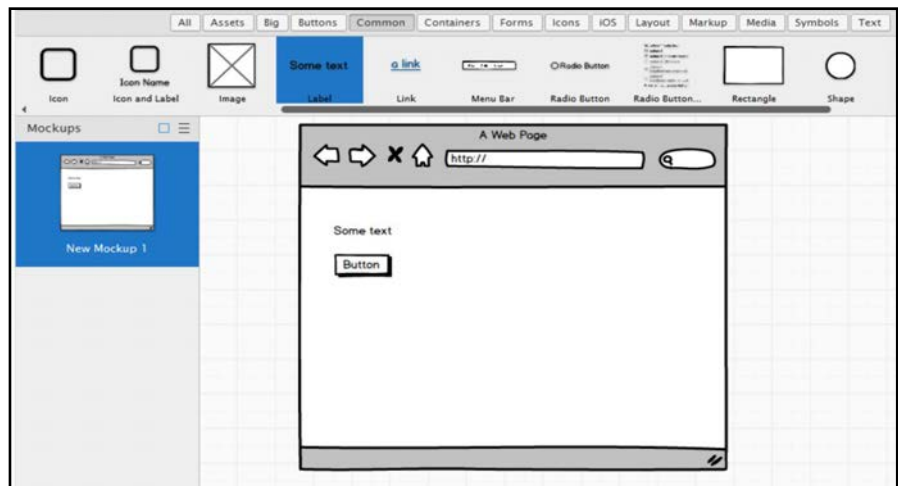 All Assets Big Buttons Common Containers Forms Icons iOS Layout Markup Media Symbols Text
Icon Name
Some text
a link
Radio Button
Icon
Icon and Label
Image
Label
Link
Menu Bar
Radio Button
Radio Button...
Rectangle
Shape
Mockups
New Mockup 1
A Web Page
http://
Some text
Button